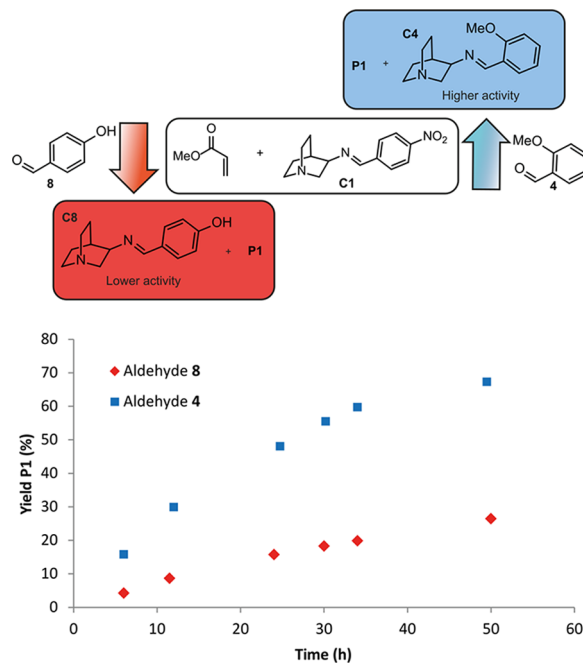 C4
MeO
N
N
P1 +
Higher activity
OH
O
8
O
MeO
+
N
N
NO2
C1
MeO
O
4
C8
N
N
OH
+ P1
Lower activity
80
70
60
50
40
30
20
10
0
Yield P1 (%)
Aldehyde 8
Aldehyde 4
0 10 20 30 40 50 60
Time (h)